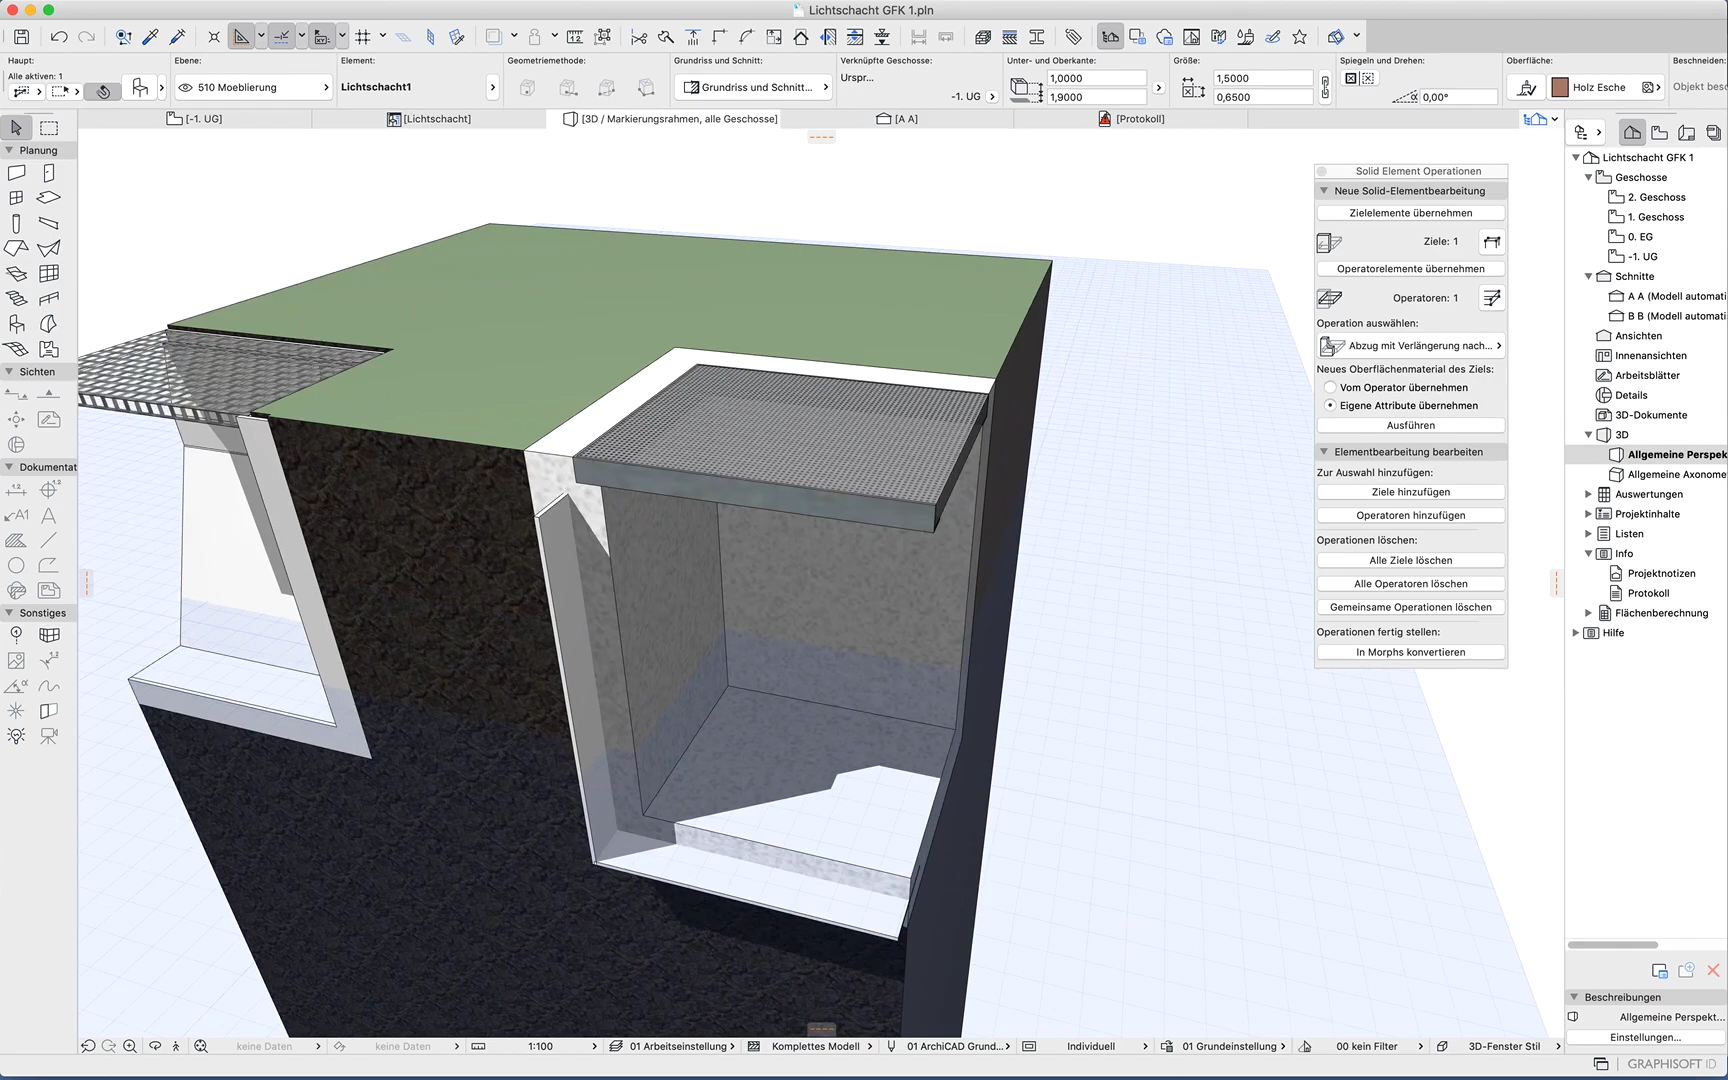 Lichtschacht GFK 1.pln
Haupt:
Alle aktiven: 1
Ebene:
510 Moeblierung
Element:
Lichtschacht1
Geometriemethode:
Grundriss und Schnitt:
Grundriss und Schnitt...
Verknüpfte Geschosse:
Urspr...
-1. UG
Unter- und Oberkante:
1,0000
1,9000
Größe:
1,5000
0,6500
Spiegeln und Drehen:
0,00°
Oberfläche:
Holz Esche
Beschneiden:
Objekt besc
[-1. UG]
[Lichtschacht]
[3D / Markierungsrahmen, alle Geschosse]
[A A]
[Protokoll]
Planung
Sichten
Dokumentat
Sonstiges
Solid Element Operationen
Neue Solid-Elementbearbeitung
Zielelemente übernehmen
Ziele: 1
Operatorelemente übernehmen
Operatoren: 1
Operation auswählen:
Abzug mit Verlängerung nach...
Neues Oberflächenmaterial des Ziels:
Vom Operator übernehmen
Eigene Attribute übernehmen
Ausführen
Elementbearbeitung bearbeiten
Zur Auswahl hinzufügen:
Ziele hinzufügen
Operatoren hinzufügen
Operationen löschen:
Alle Ziele löschen
Alle Operatoren löschen
Gemeinsame Operationen löschen
Operationen fertig stellen:
In Morphs konvertieren
Lichtschacht GFK 1
Geschosse
2. Geschoss
1. Geschoss
0. EG
-1. UG
Schnitte
A A (Modell automati
B B (Modell automati
Ansichten
Innenansichten
Arbeitsblätter
Details
3D-Dokumente
3D
Allgemeine Perspek
Allgemeine Axonome
Auswertungen
Projektinhalte
Listen
Info
Projektnotizen
Protokoll
Flächenberechnung
Hilfe
Beschreibungen
Allgemeine Perspekt...
Einstellungen...
keine Daten
keine Daten
1:100
01 Arbeitseinstellung
Komplettes Modell
01 ArchiCAD Grund...
Individuell
01 Grundeinstellung
00 kein Filter
3D-Fenster Stil
GRAPHISOFT ID